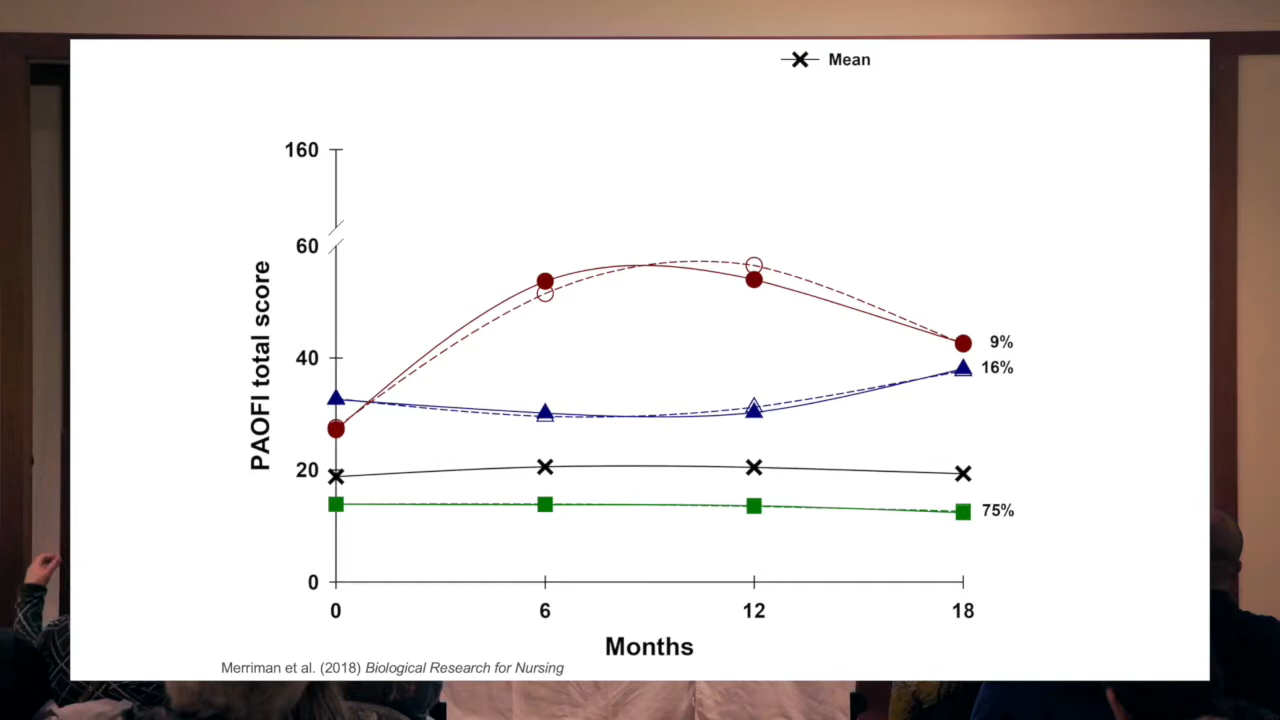 Mean
160
60
40
20
0
PAOFI total score
9%
16%
75%
0 6 12 18
Months
Merriman et al. (2018) Biological Research for Nursing